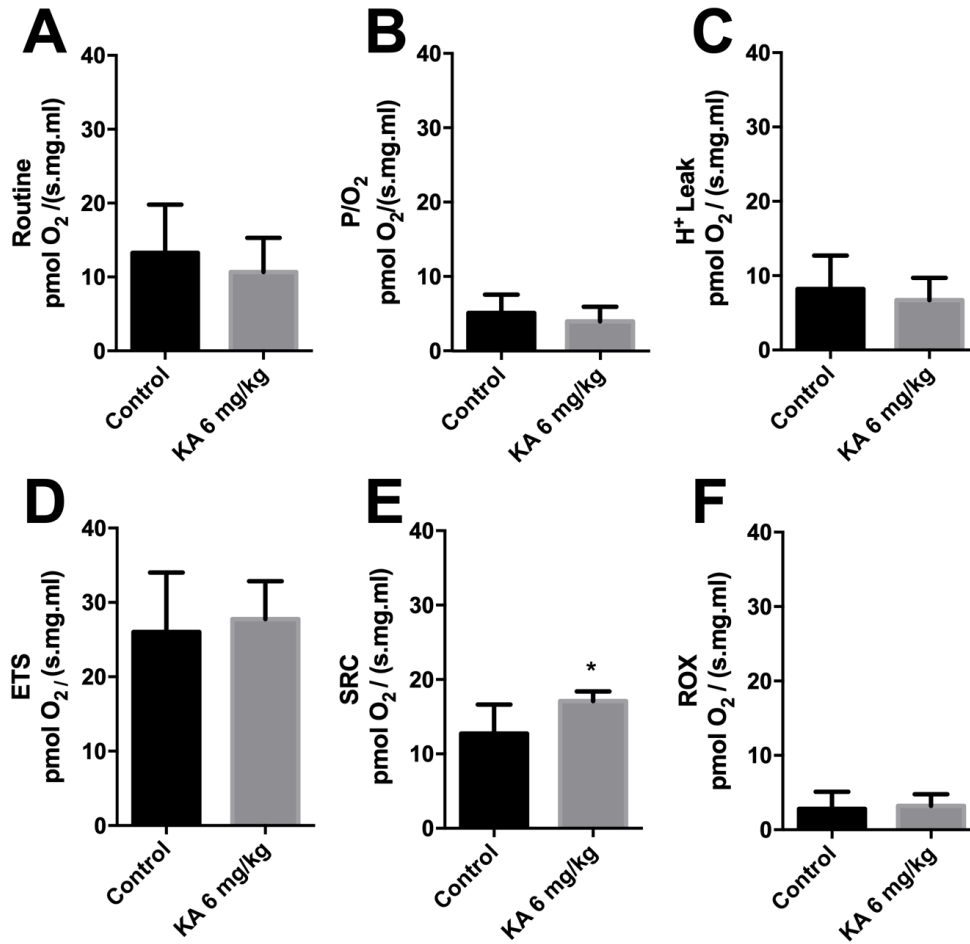 A
Routine
pmol O2 /(s.mg.ml)
40
30
20
10
0
Control
KA 6 mg/kg
B
P/O2
pmol O2/(s.mg.ml)
40
30
20
10
0
Control
KA 6 mg/kg
C
H+ Leak
pmol O2 / (s.mg.ml)
40
30
20
10
0
Control
KA 6 mg/kg
D
ETS
pmol O2 / (s.mg.ml)
40
30
20
10
0
Control
KA 6 mg/kg
E
SRC
pmol O2 / (s.mg.ml)
40
30
20
10
0
*
Control
KA 6 mg/kg
F
ROX
pmol O2 / (s.mg.ml)
40
30
20
10
0
Control
KA 6 mg/kg